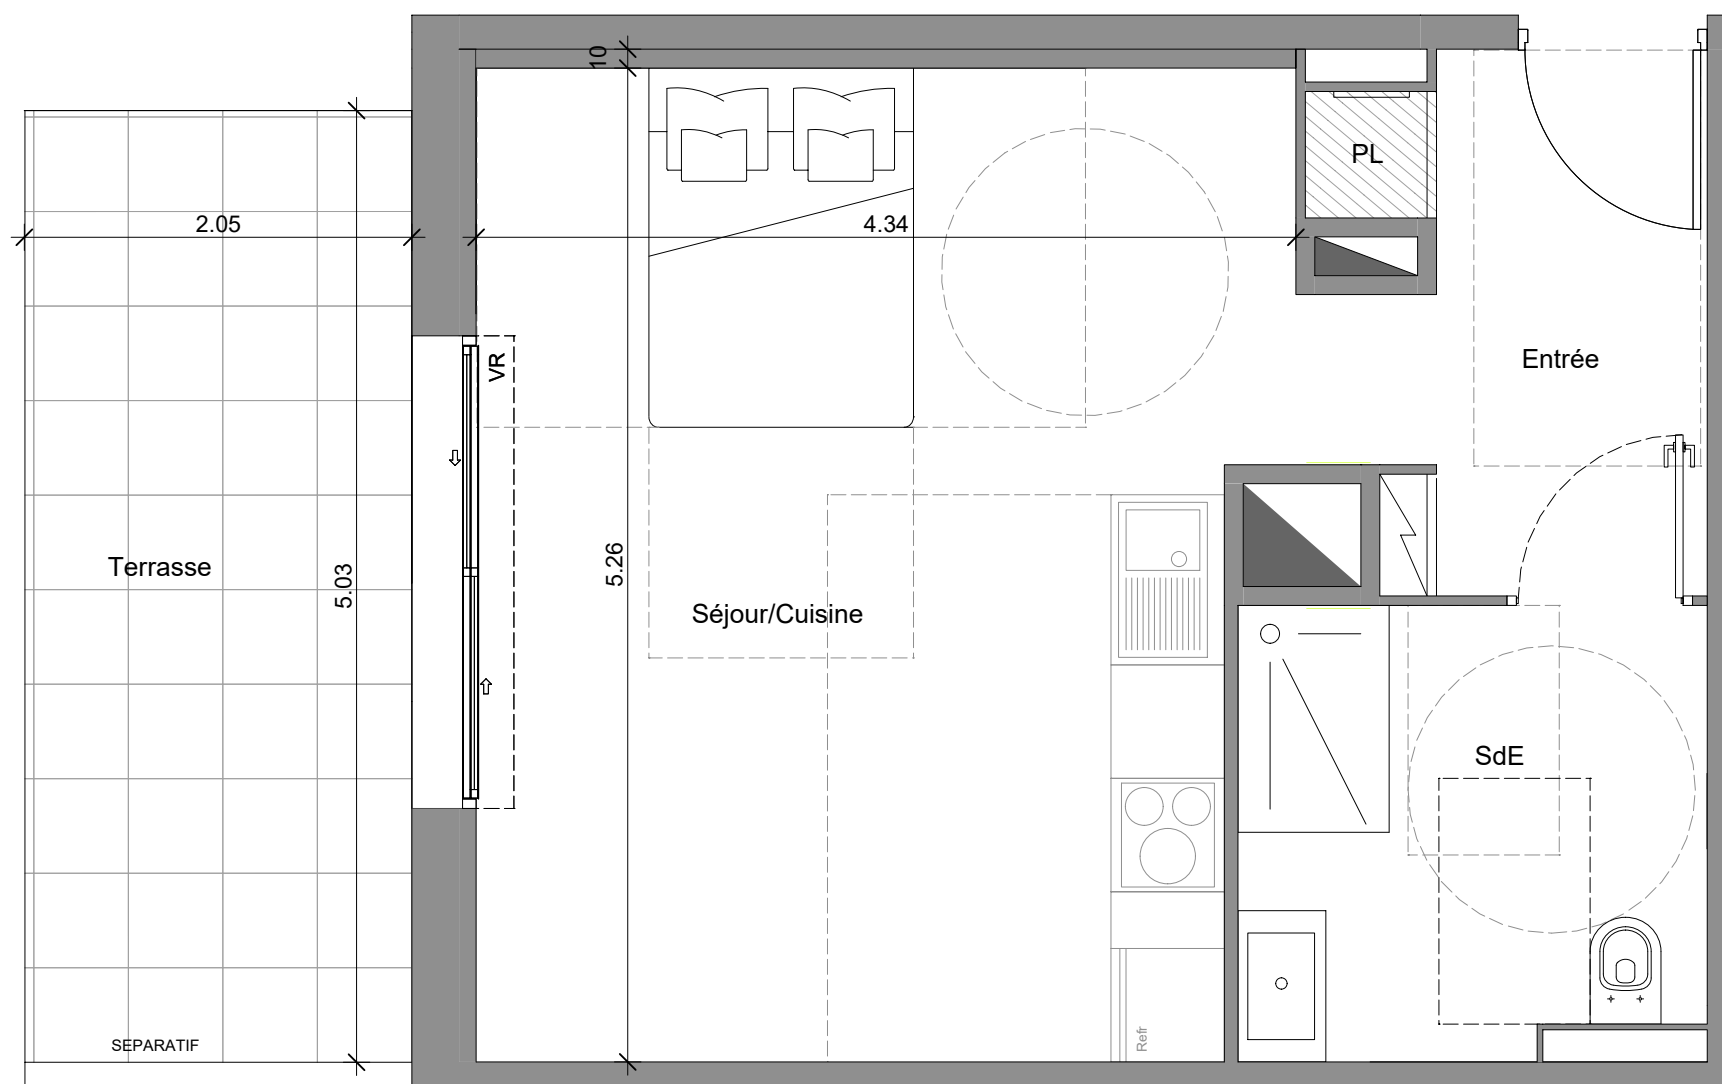 10
PL
2.05
4.34
VR
Entrée
Terrasse
5.03
5.26
Séjour/Cuisine
SdE
Refr
SEPARATIF